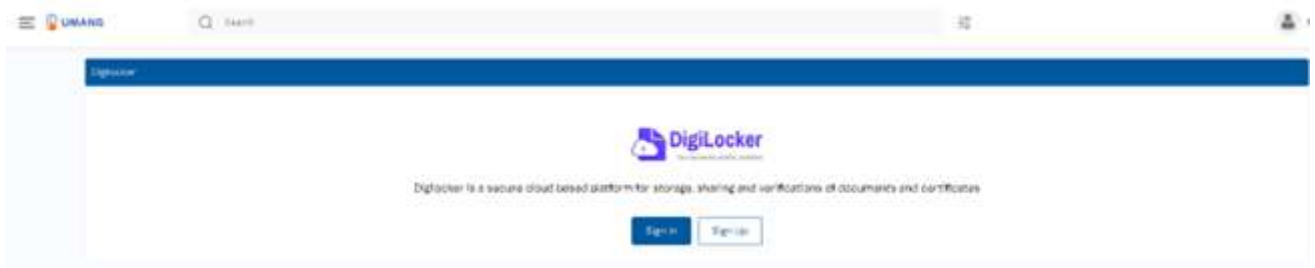 UMANG
Search
Digilocker
DigiLocker
Digilocker is a secure cloud based platform for storage, sharing and verifications of documents and certificates
Sign In
Sign Up